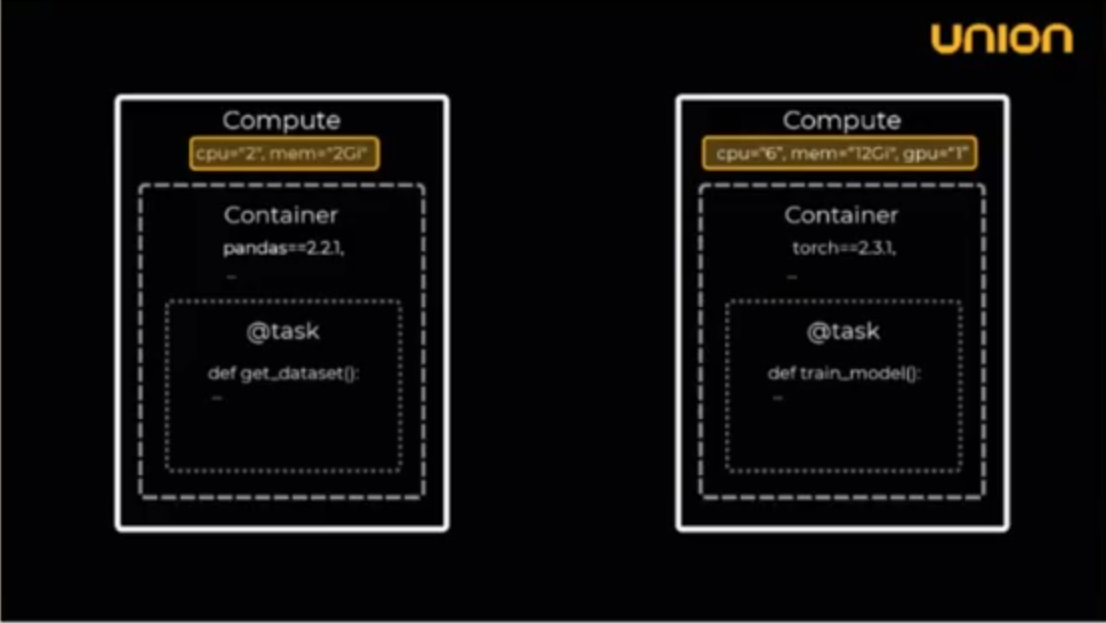 UNION
Compute
cpu="2", mem="2Gi"
Container
pandas==2.2.1,
...
@task
def get_dataset():
...
Compute
cpu="6", mem="12Gi", gpu="1"
Container
torch==2.3.1,
...
@task
def train_model():
...